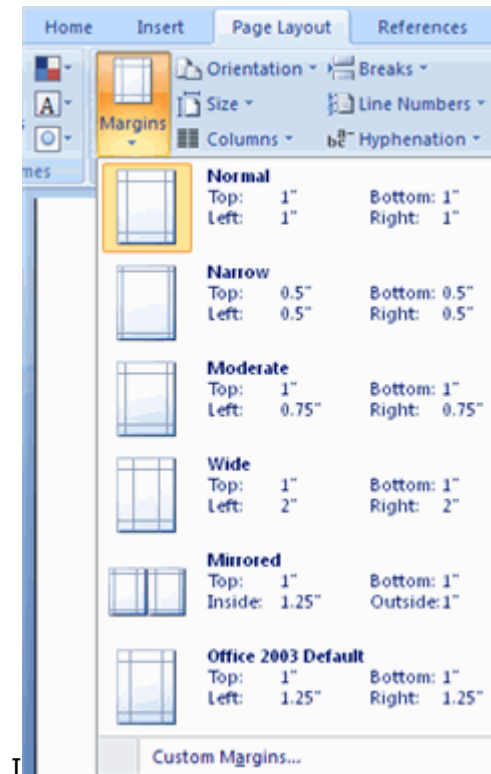 Home Insert Page Layout References
Orientation Breaks
A Size Line Numbers
Margins
Columns Hyphenation
mes
Normal
Top: 1" Bottom: 1"
Left: 1" Right: 1"
Narrow
Top: 0.5" Bottom: 0.5"
Left: 0.5" Right: 0.5"
Moderate
Top: 1" Bottom: 1"
Left: 0.75" Right: 0.75"
Wide
Top: 1" Bottom: 1"
Left: 2" Right: 2"
Mirrored
Top: 1" Bottom: 1"
Inside: 1.25" Outside: 1"
Office 2003 Default
Top: 1" Bottom: 1"
Left: 1.25" Right: 1.25"
Custom Margins...
I